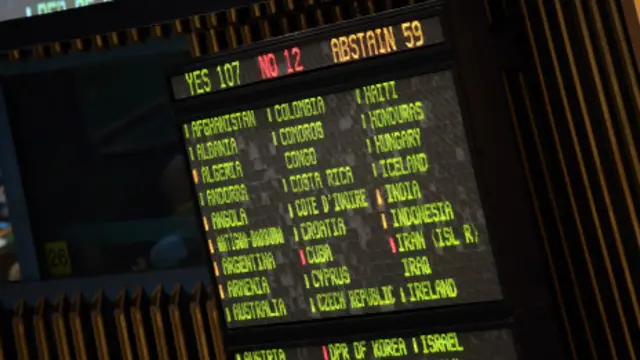 YES 107 NO 12 ABSTAIN 59
AFGHANISTAN COLOMBIA HAITI
ALBANIA COMOROS HONDURAS
ALGERIA CONGO HUNGARY
ANDORRA COSTA RICA ICELAND
ANGOLA COTE D'IVOIRE INDIA
CROATIA INDONESIA
ARGENTINA CUBA IRAN (ISL R)
ARMENIA CYPRUS IRAQ
AUSTRALIA CZECH REPUBLIC IRELAND
AUSTRIA DPR OF KOREA ISRAEL
26